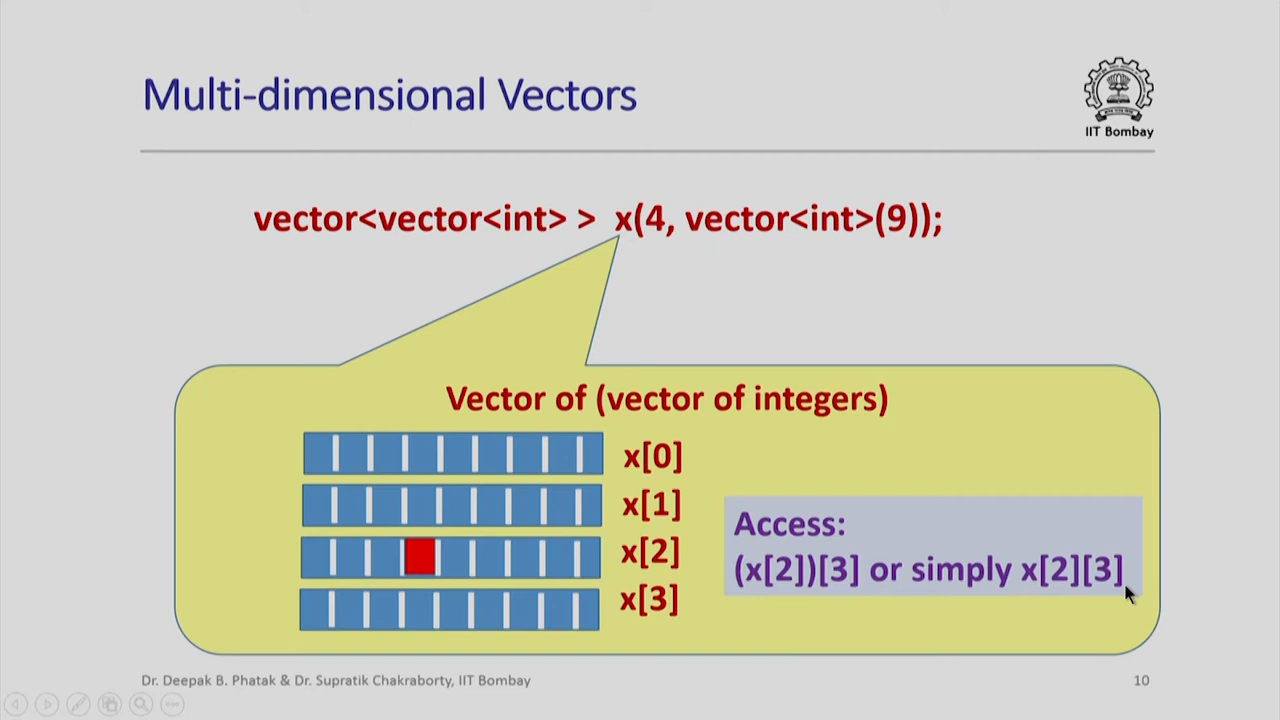 Multi-dimensional Vectors
IIT Bombay
vector<vector<int> > x(4, vector<int>(9));
Vector of (vector of integers)
x[0]
x[1]
x[2]
x[3]
Access:
(x[2])[3] or simply x[2][3]
Dr. Deepak B. Phatak & Dr. Supratik Chakraborty, IIT Bombay
10